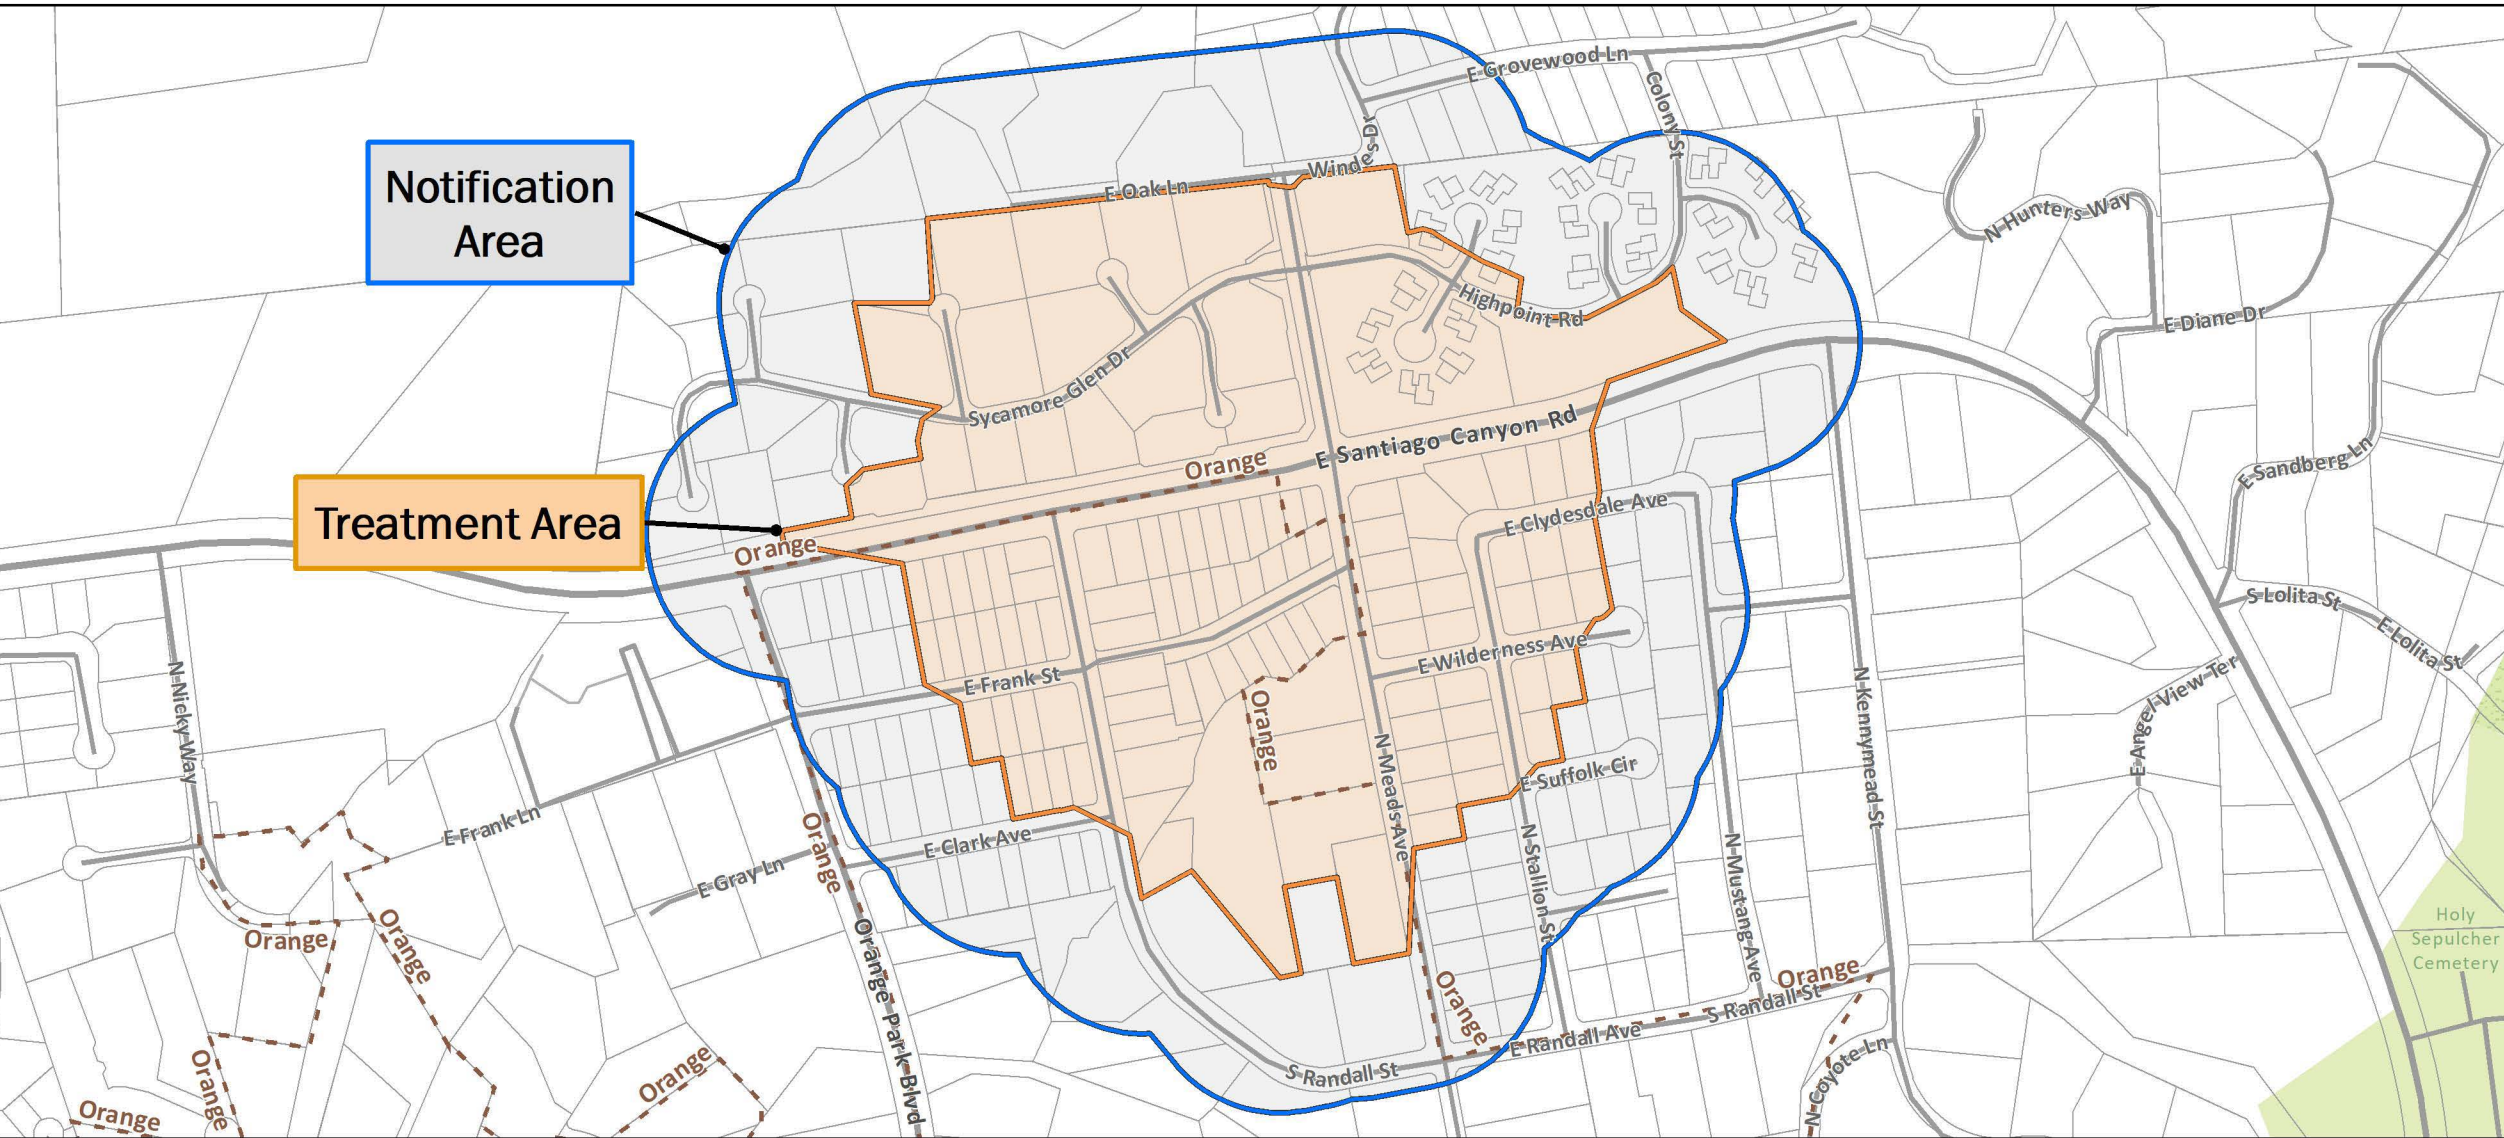 E Grovewood Ln
Colony St
Windes Dr
E Oak Ln
Notification
Area
N Hunters Way
E Diane Dr
Highpoint Rd
Sycamore Glen Dr
E Santiago Canyon Rd
Orange
E Sandberg Ln
Treatment Area
Orange
E Clydesdale Ave
S Lolita St
E Lolita St
E Wilderness Ave
E Angel View Ter
E Frank St
N Nicky Way
Orange
N Meads Ave
N Kennymead St
E Suffolk Cir
E Frank Ln
E Clark Ave
Orange
E Gray Ln
N Stallion St
N Mustang Ave
Holy
Sepulcher
Cemetery
Orange
Orange
Orange Park Blvd
Orange
Orange
S Randall St
E Randall Ave
S Randall St
N Coyote Ln
Orange
Orange
Orange